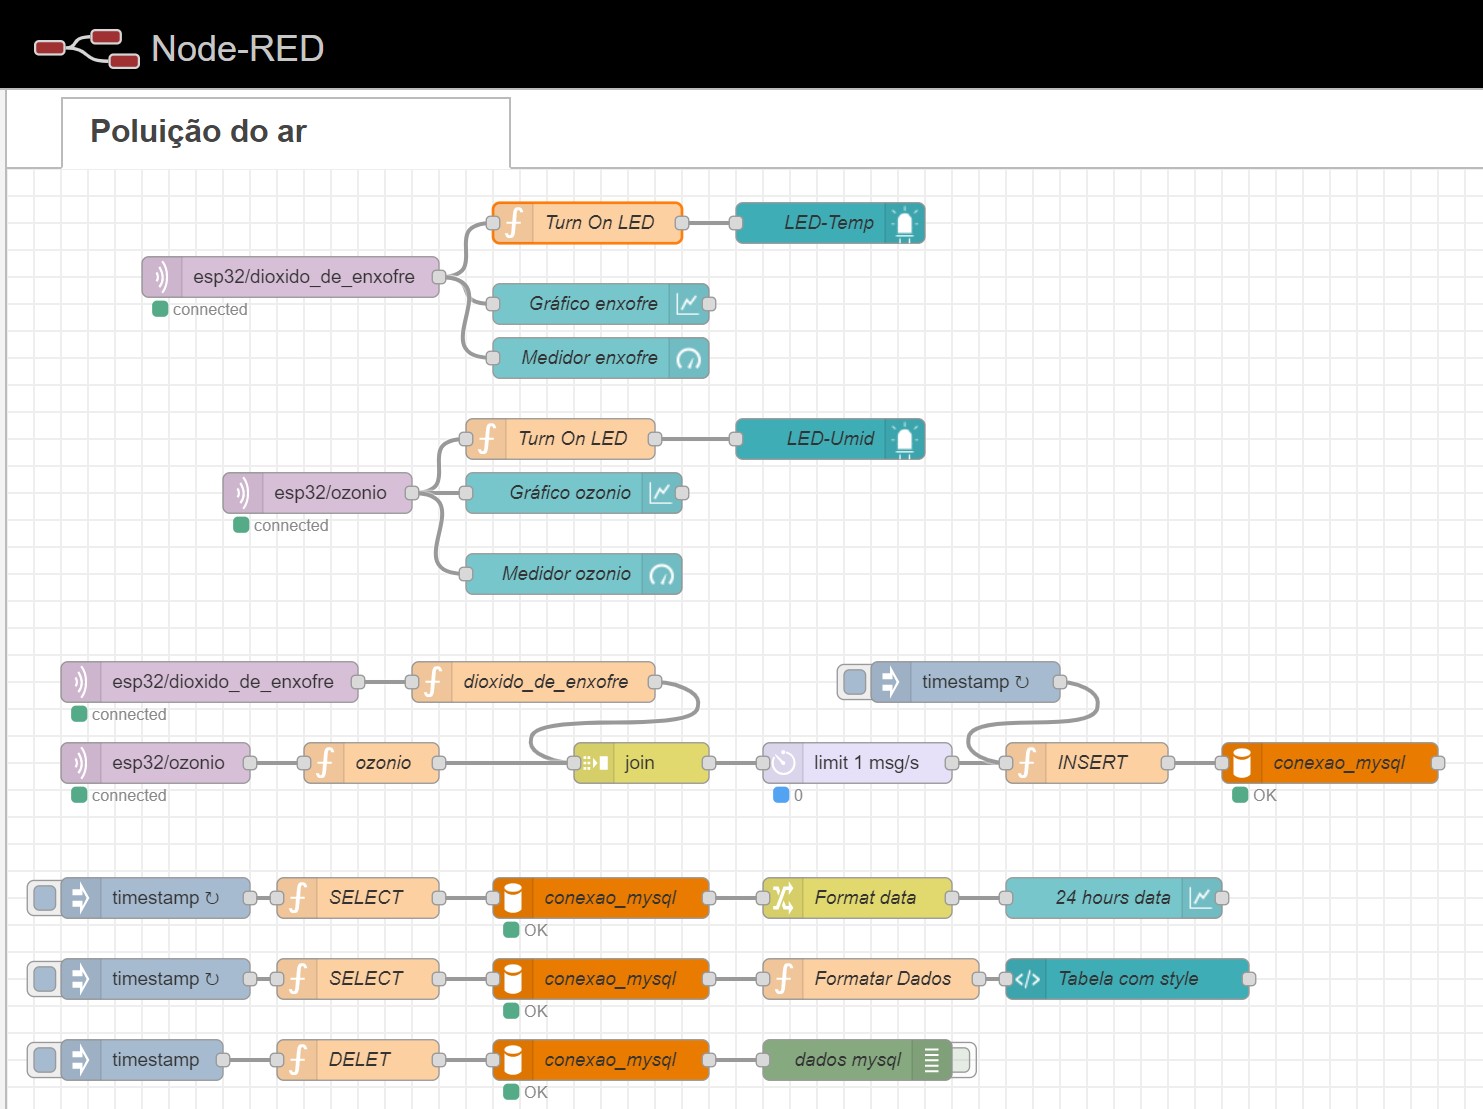 Node-RED
Poluição do ar
Turn On LED
LED-Temp
esp32/dioxido_de_enxofre
connected
Gráfico enxofre
Medidor enxofre
Turn On LED
LED-Umid
esp32/ozonio
connected
Gráfico ozonio
Medidor ozonio
esp32/dioxido_de_enxofre
dioxido_de_enxofre
timestamp ↻
connected
esp32/ozonio
ozonio
join
limit 1 msg/s
INSERT
conexao_mysql
connected
0
OK
timestamp ↻
SELECT
conexao_mysql
Format data
24 hours data
OK
timestamp ↻
SELECT
conexao_mysql
Formatar Dados
Tabela com style
OK
timestamp
DELET
conexao_mysql
dados mysql
OK